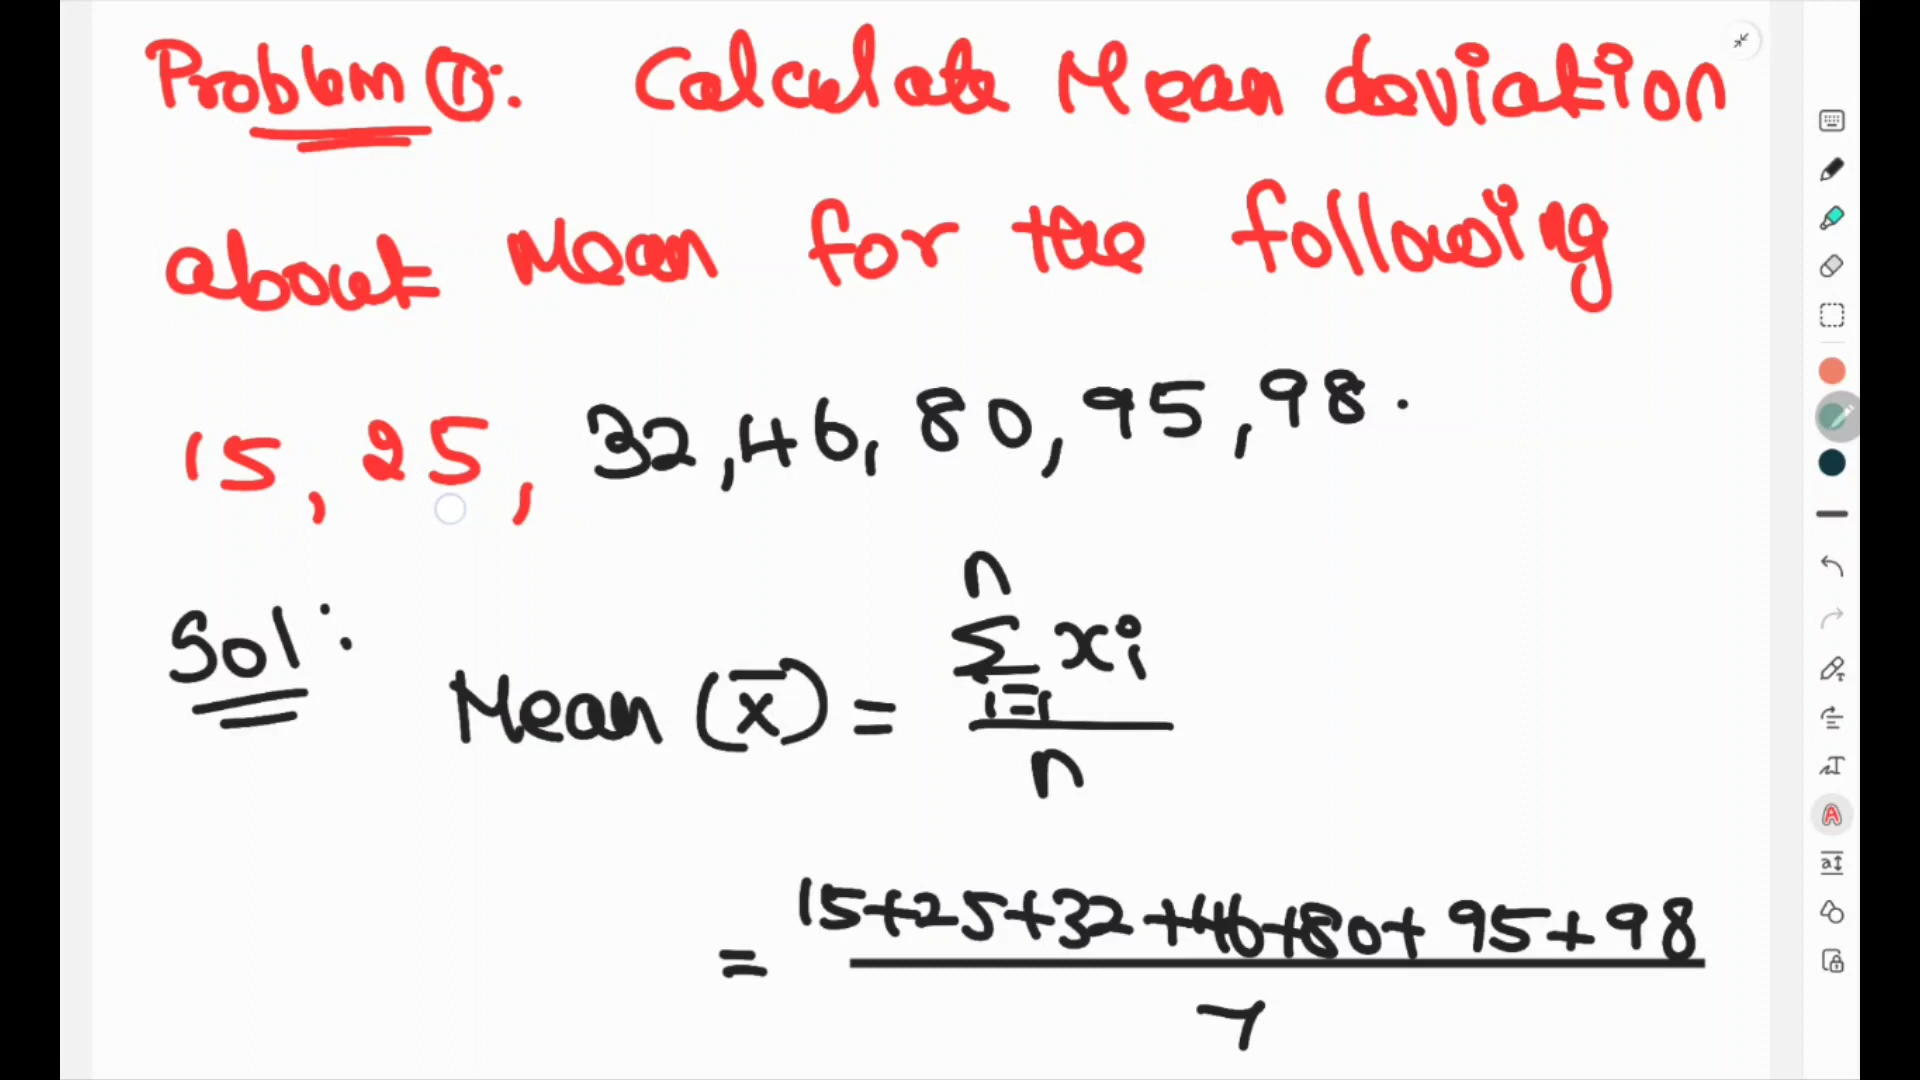 Problem ①: Calculate Mean deviation
about Mean for the following
15, 25, 32, 46, 80, 95, 98.
Sol:
Mean (x̅) = n∑i=1 xi / n
= 15+25+32+46+80+95+98 / 7